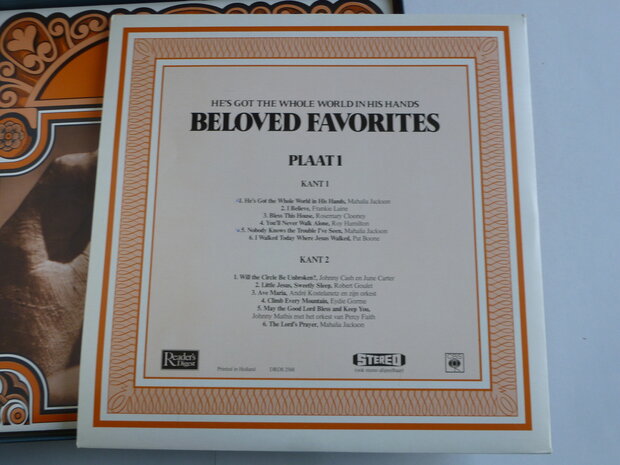 HE'S GOT THE WHOLE WORLD IN HIS HANDS
BELOVED FAVORITES
PLAAT 1
KANT 1
1. He's Got the Whole World in His Hands, Mahalia Jackson
2. I Believe, Frankie Laine
3. Bless This House, Rosemary Clooney
4. You'll Never Walk Alone, Roy Hamilton
5. Nobody Knows the Trouble I've Seen, Mahalia Jackson
6. I Walked Today Where Jesus Walked, Pat Boone
KANT 2
1. Will the Circle Be Unbroken?, Johnny Cash en June Carter
2. Little Jesus, Sweetly Sleep, Robert Goulet
3. Ave Maria, André Kostelanetz en zijn orkest
4. Climb Every Mountain, Eydie Gorme
5. May the Good Lord Bless and Keep You,
Johnny Mathis met het orkest van Percy Faith
6. The Lord's Prayer, Mahalia Jackson
Reader's
Digest
Printed in Holland
STEREO
(ook mono afspeelbaar)
CBS